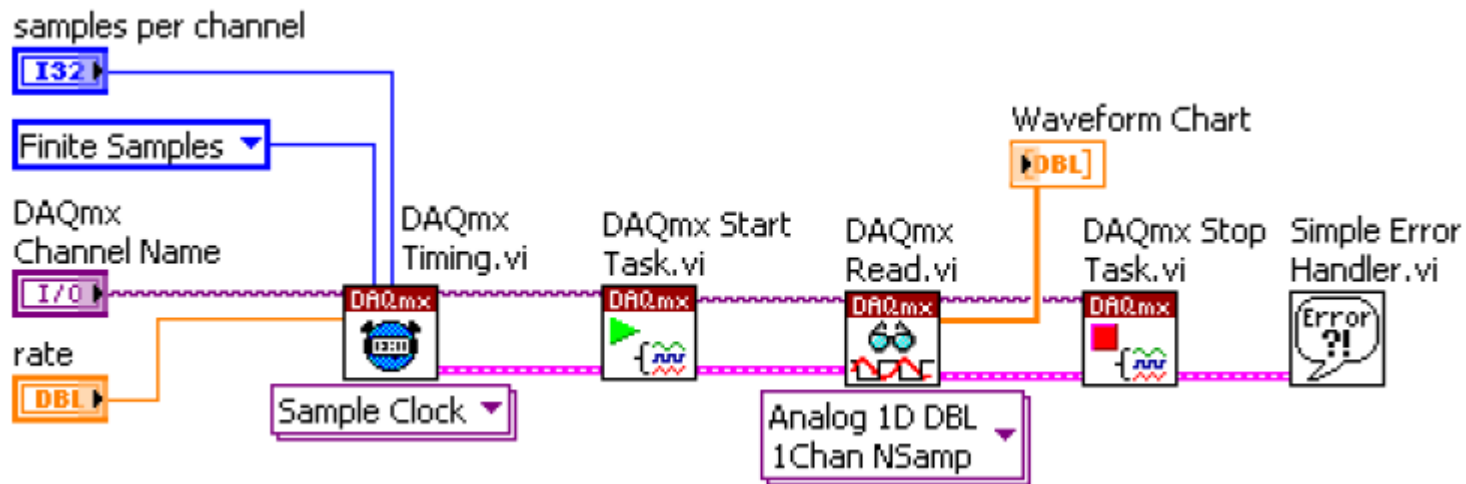 samples per channel
I32
Finite Samples
Waveform Chart
[DBL]
DAQmx
Channel Name
DAQmx
Timing.vi
DAQmx Start
Task.vi
DAQmx
Read.vi
DAQmx Stop
Task.vi
Simple Error
Handler.vi
I/O
DAQmx
DAQmx
DAQmx
DAQmx
Error
?!
rate
DBL
Sample Clock
Analog 1D DBL
1Chan NSamp